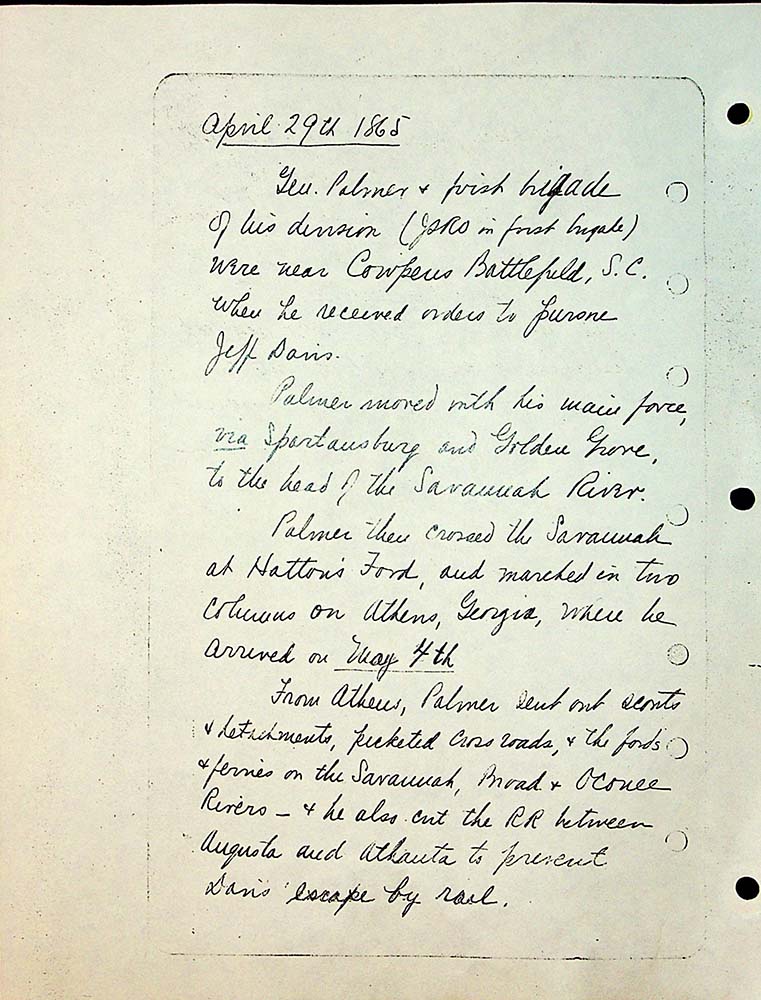 April 29th 1865
Gen. Palmer & first brigade
of his division (JSRO in first brigade)
were near Cowpens Battlefield, S.C.
when he received orders to pursue
Jeff Davis.
Palmer moved with his main force,
via Spartansburg and Golden Grove,
to the head of the Savannah River.
Palmer then crossed the Savannah
at Hatton's Ford, and marched in two
columns on Athens, Georgia, where he
arrived on May 4th
From Athens, Palmer sent out scouts
& detachments, picketed cross roads, & the fords
& ferries on the Savannah, Broad & Oconee
Rivers — & he also cut the RR between
Augusta and Atlanta to prevent
Davis' escape by rail.